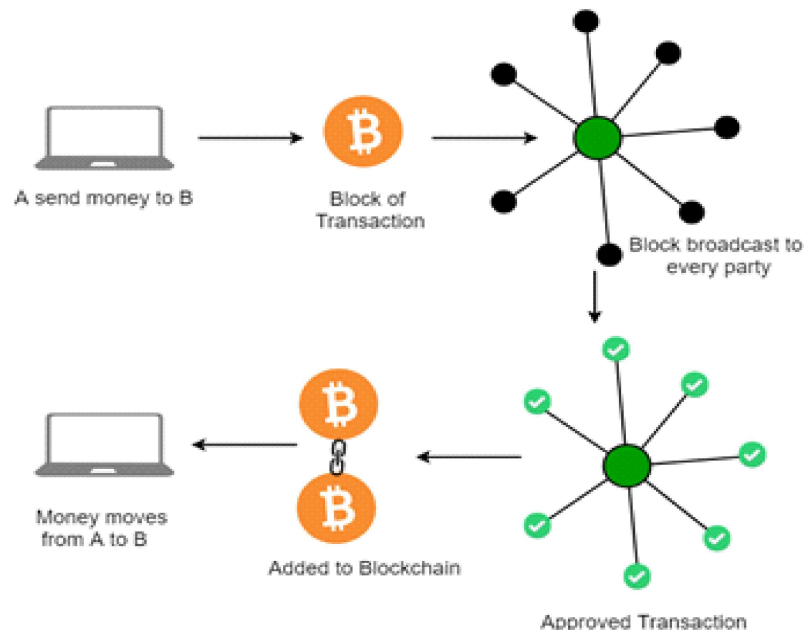 A send money to B
Block of
Transaction
Block broadcast to
every party
Money moves
from A to B
Added to Blockchain
Approved Transaction